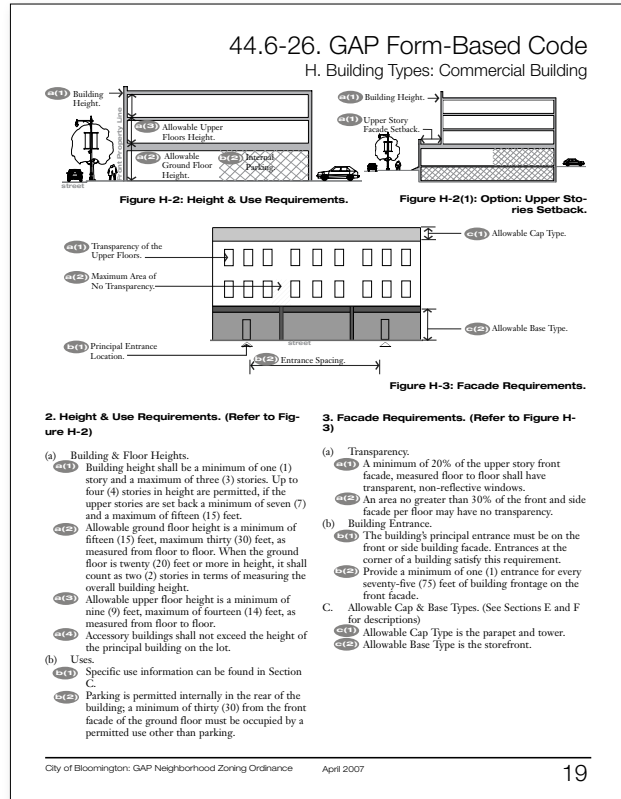 44.6-26. GAP Form-Based Code
H. Building Types: Commercial Building
a(1) Building
Height.
Front Property Line
a(3) Allowable Upper
Floors Height.
a(2) Allowable
Ground Floor
Height.
b(2) Internal
Parking.
street
Figure H-2: Height & Use Requirements.
a(1) Building Height.
a(1) Upper Story
Facade Setback.
Figure H-2(1): Option: Upper Sto-
ries Setback.
a(1) Transparency of the
Upper Floors.
a(2) Maximum Area of
No Transparency.
b(1) Principal Entrance
Location.
street
b(2) Entrance Spacing.
c(1) Allowable Cap Type.
c(2) Allowable Base Type.
Figure H-3: Facade Requirements.
2. Height & Use Requirements. (Refer to Fig-
ure H-2)
(a) Building & Floor Heights.
a(1) Building height shall be a minimum of one (1)
story and a maximum of three (3) stories. Up to
four (4) stories in height are permitted, if the
upper stories are set back a minimum of seven (7)
and a maximum of fifteen (15) feet.
a(2) Allowable ground floor height is a minimum of
fifteen (15) feet, maximum thirty (30) feet, as
measured from floor to floor. When the ground
floor is twenty (20) feet or more in height, it shall
count as two (2) stories in terms of measuring the
overall building height.
a(3) Allowable upper floor height is a minimum of
nine (9) feet, maximum of fourteen (14) feet, as
measured from floor to floor.
a(4) Accessory buildings shall not exceed the height of
the principal building on the lot.
(b) Uses.
b(1) Specific use information can be found in Section
C.
b(2) Parking is permitted internally in the rear of the
building; a minimum of thirty (30) from the front
facade of the ground floor must be occupied by a
permitted use other than parking.
3. Facade Requirements. (Refer to Figure H-
3)
(a) Transparency.
a(1) A minimum of 20% of the upper story front
facade, measured floor to floor shall have
transparent, non-reflective windows.
a(2) An area no greater than 30% of the front and side
facade per floor may have no transparency.
(b) Building Entrance.
b(1) The building's principal entrance must be on the
front or side building facade. Entrances at the
corner of a building satisfy this requirement.
b(2) Provide a minimum of one (1) entrance for every
seventy-five (75) feet of building frontage on the
front facade.
C. Allowable Cap & Base Types. (See Sections E and F
for descriptions)
c(1) Allowable Cap Type is the parapet and tower.
c(2) Allowable Base Type is the storefront.
City of Bloomington: GAP Neighborhood Zoning Ordinance April 2007 19